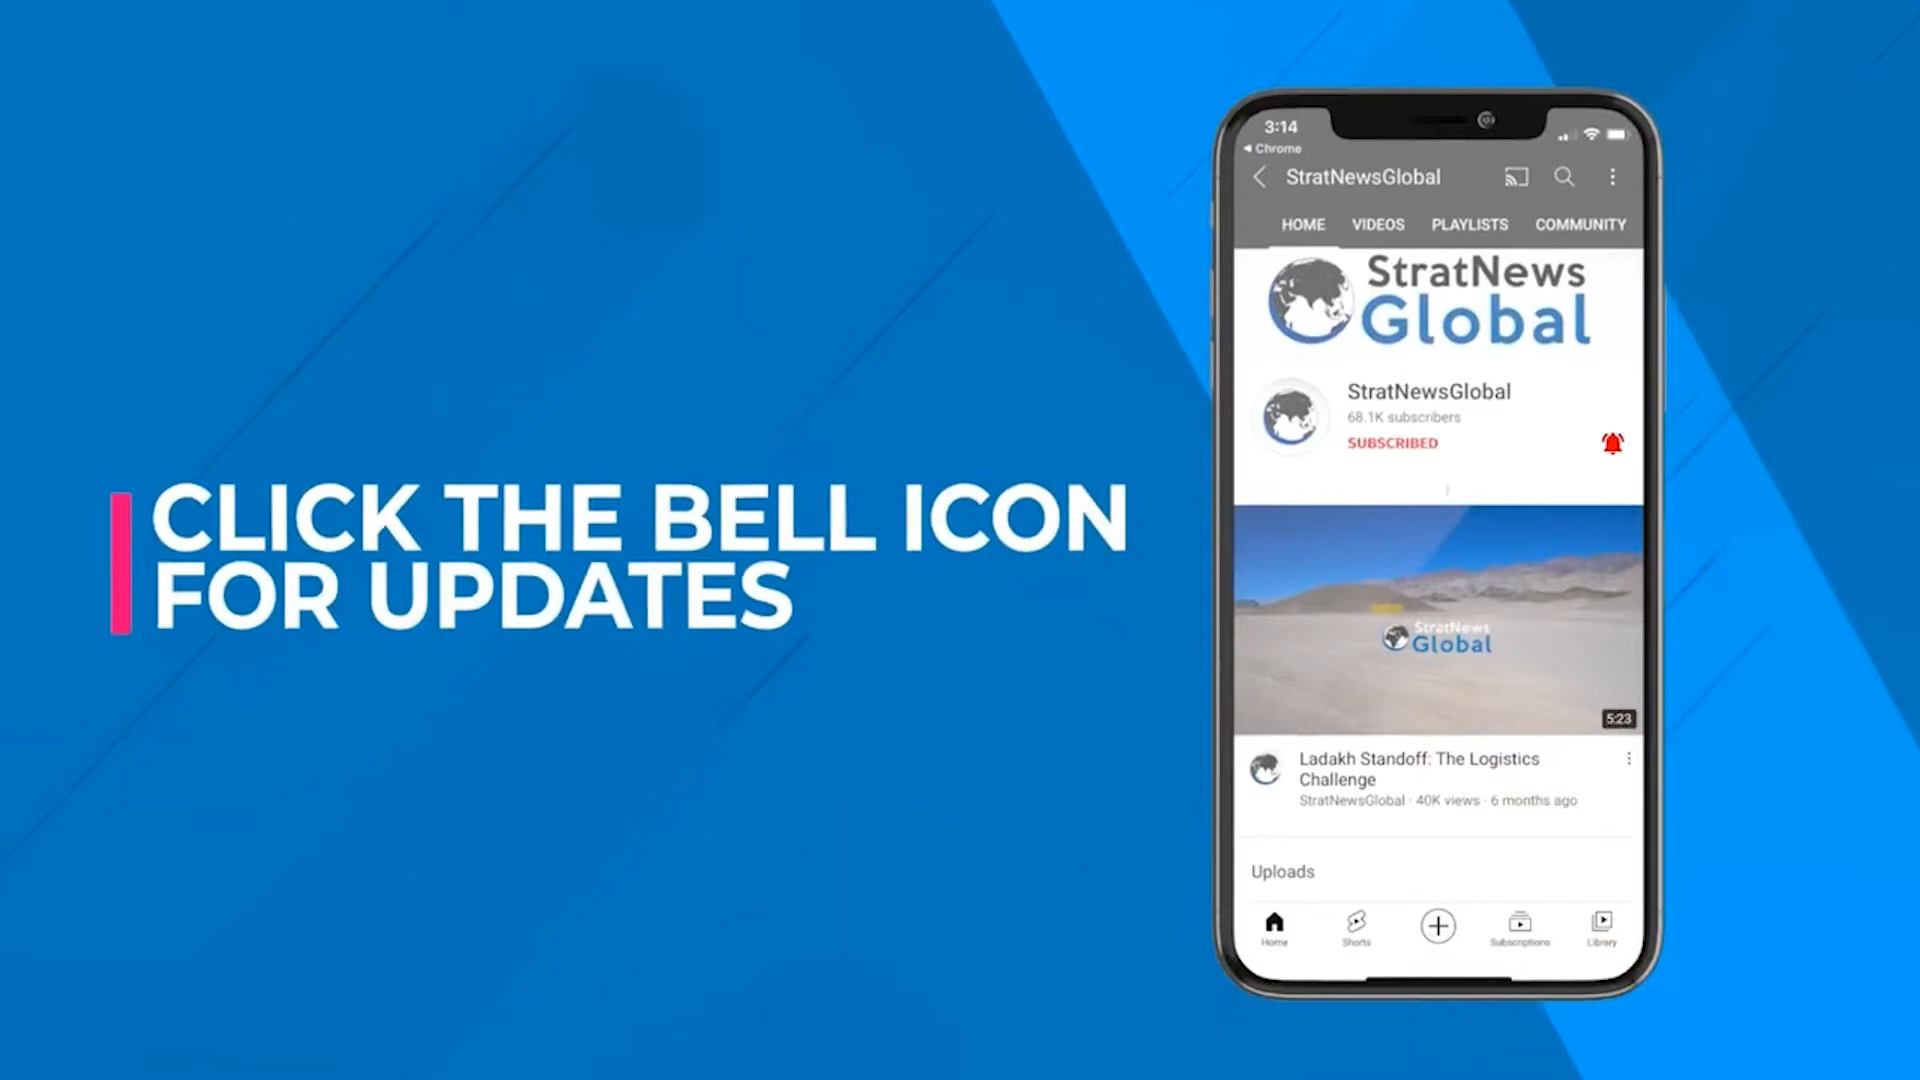 CLICK THE BELL ICON
FOR UPDATES
3:14
Chrome
StratNewsGlobal
HOME VIDEOS PLAYLISTS COMMUNITY
StratNews
Global
StratNewsGlobal
68.1K subscribers
SUBSCRIBED
StratNews
Global
5:23
Ladakh Standoff: The Logistics
Challenge
StratNewsGlobal · 40K views · 6 months ago
Uploads
Home Shorts Subscriptions Library